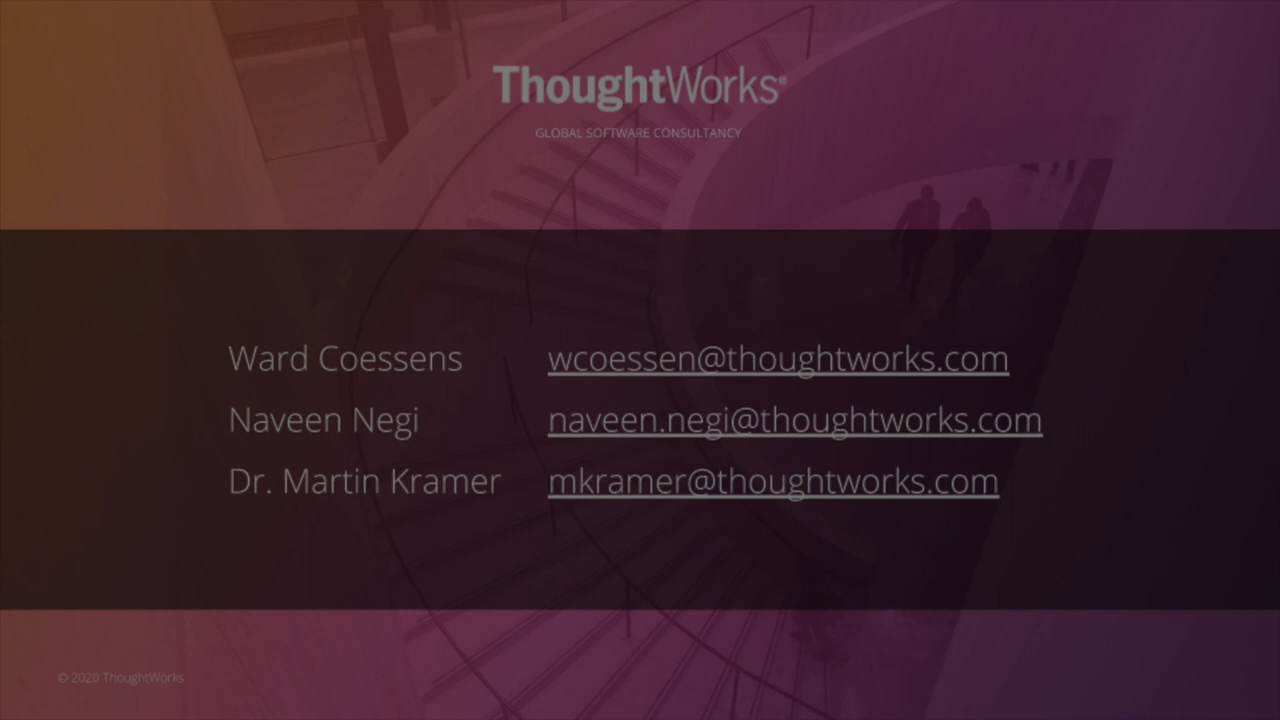 ThoughtWorks®
GLOBAL SOFTWARE CONSULTANCY
Ward Coessens wcoessen@thoughtworks.com
Naveen Negi naveen.negi@thoughtworks.com
Dr. Martin Kramer mkramer@thoughtworks.com
© 2020 ThoughtWorks